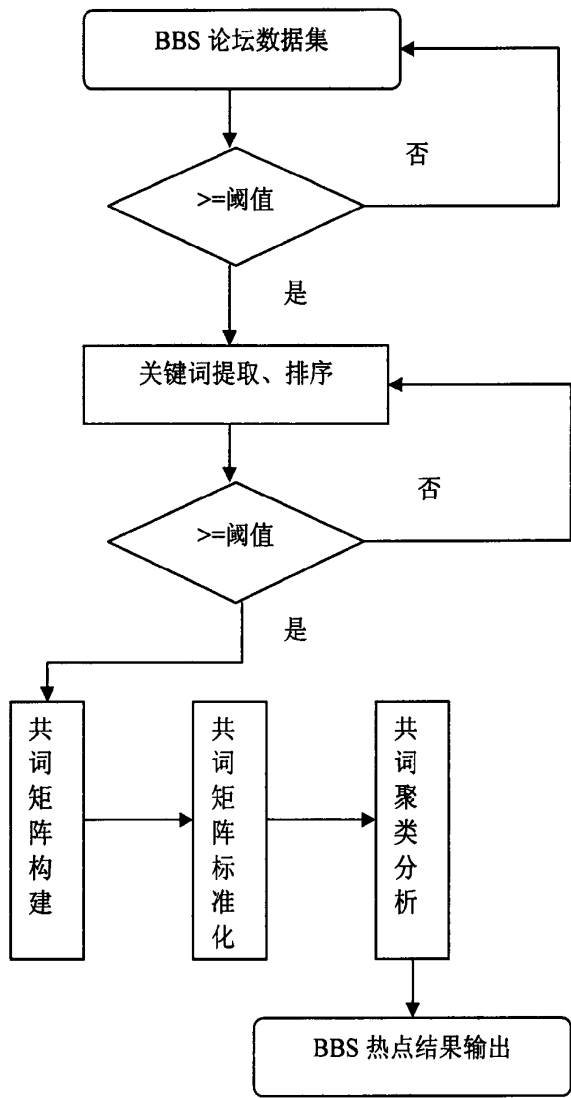 BBS 论坛数据集
否
>=阈值
是
关键词提取、排序
否
>=阈值
是
共词矩阵构建
共词矩阵标准化
共词聚类分析
BBS 热点结果输出